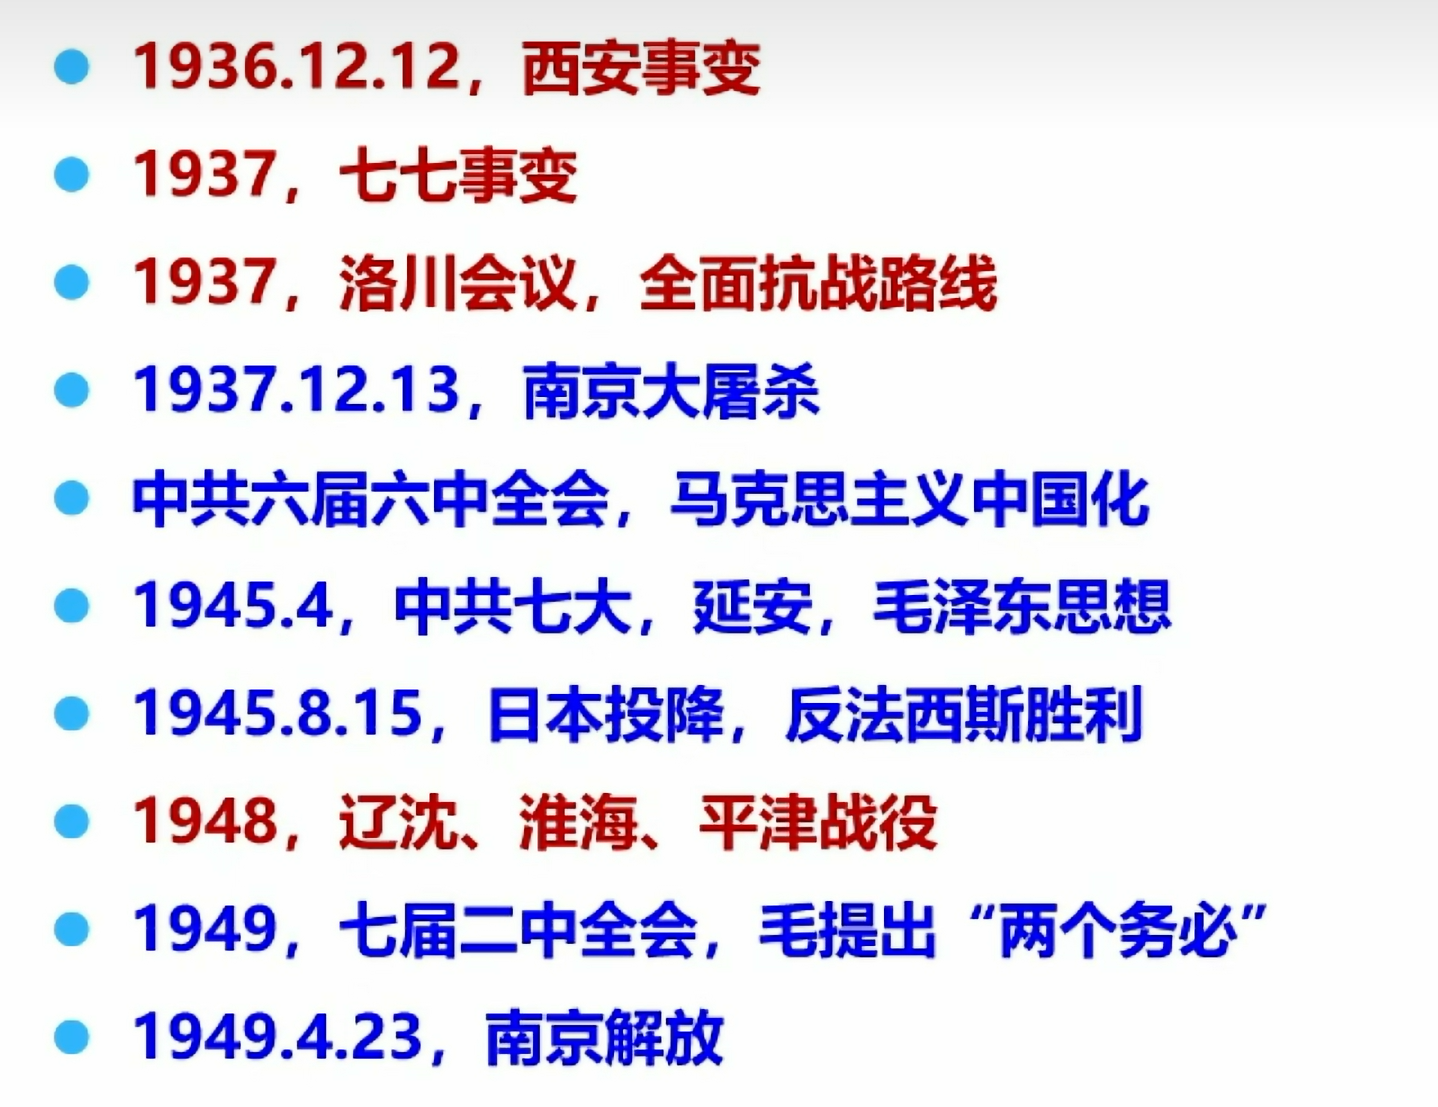 1936.12.12，西安事变
1937，七七事变
1937，洛川会议，全面抗战路线
1937.12.13，南京大屠杀
中共六届六中全会，马克思主义中国化
1945.4，中共七大，延安，毛泽东思想
1945.8.15，日本投降，反法西斯胜利
1948，辽沈、淮海、平津战役
1949，七届二中全会，毛提出“两个务必”
1949.4.23，南京解放